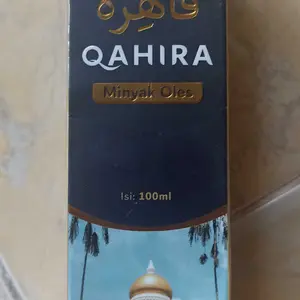 قاهرة
QAHIRA
Minyak Oles
Isi: 100ml